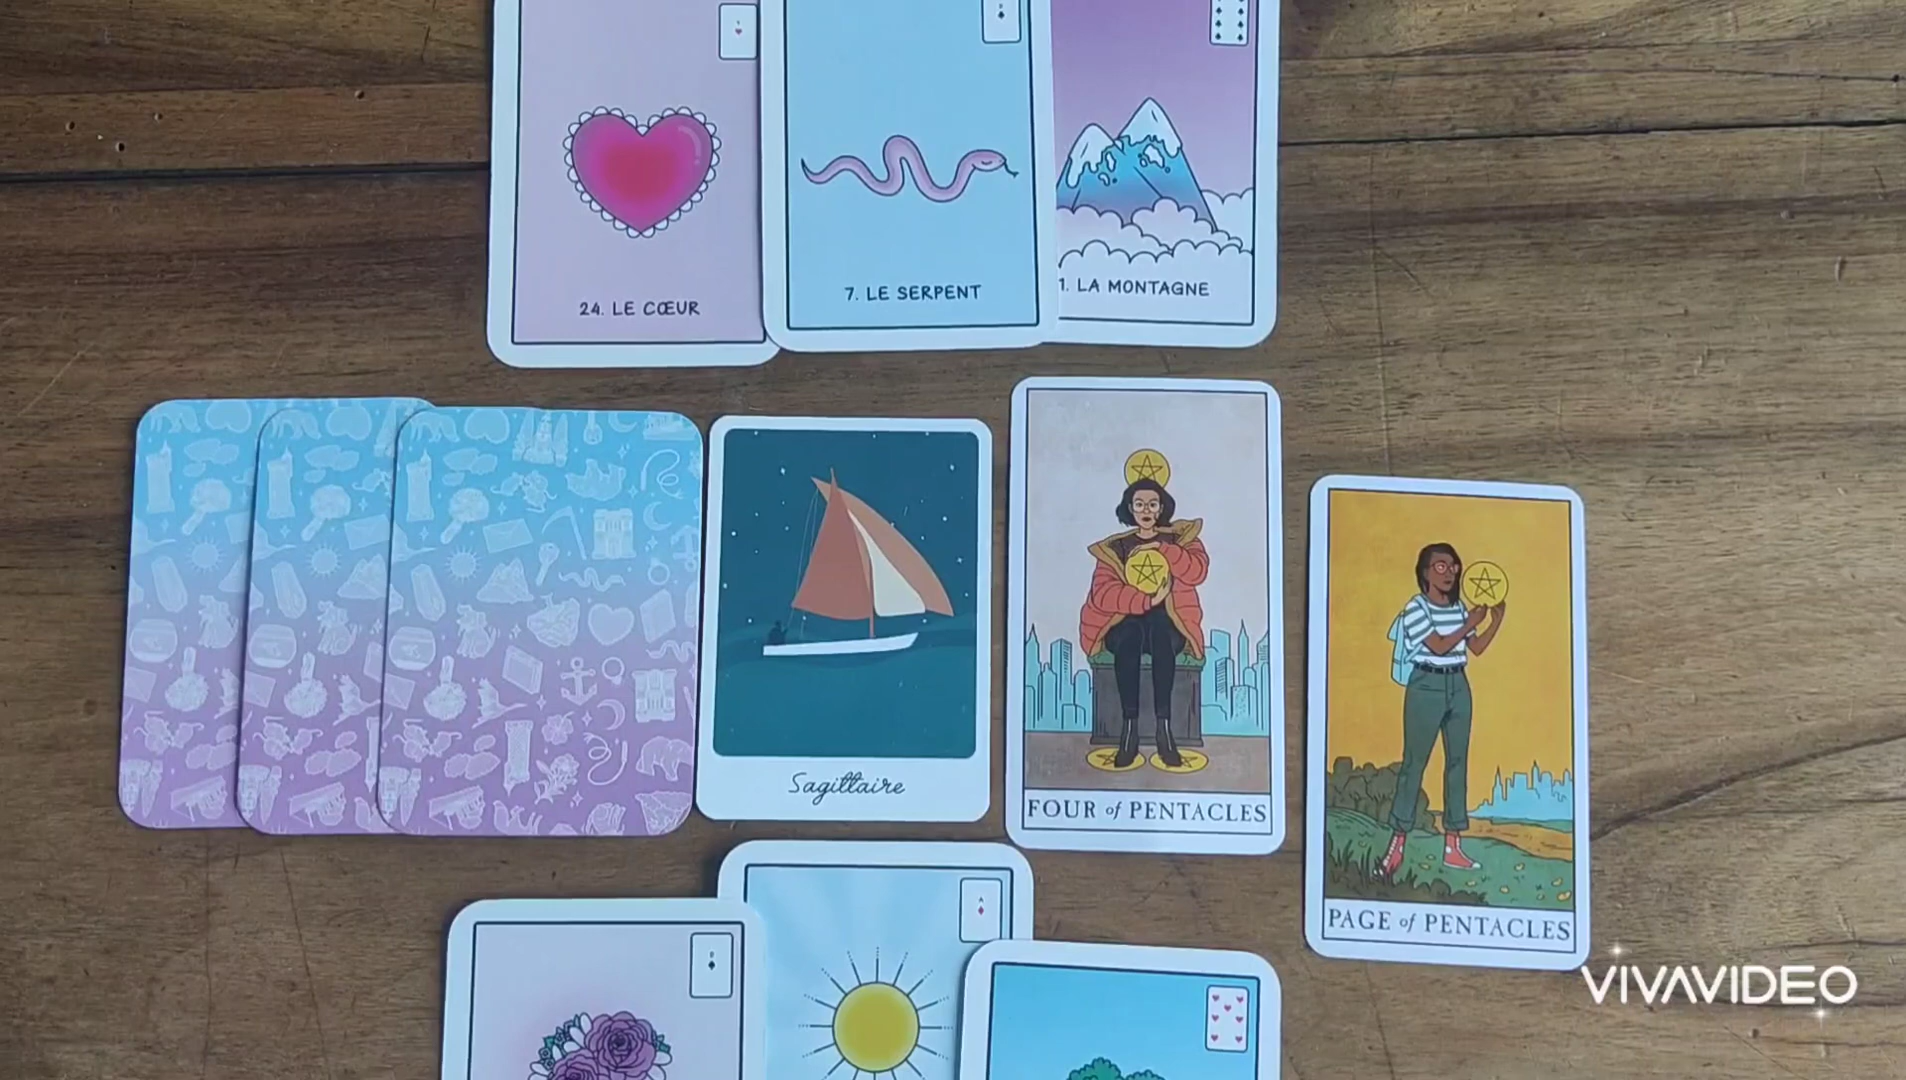 24. LE CŒUR
7. LE SERPENT
1. LA MONTAGNE
Sagittaire
FOUR of PENTACLES
PAGE of PENTACLES
VIVAVIDEO